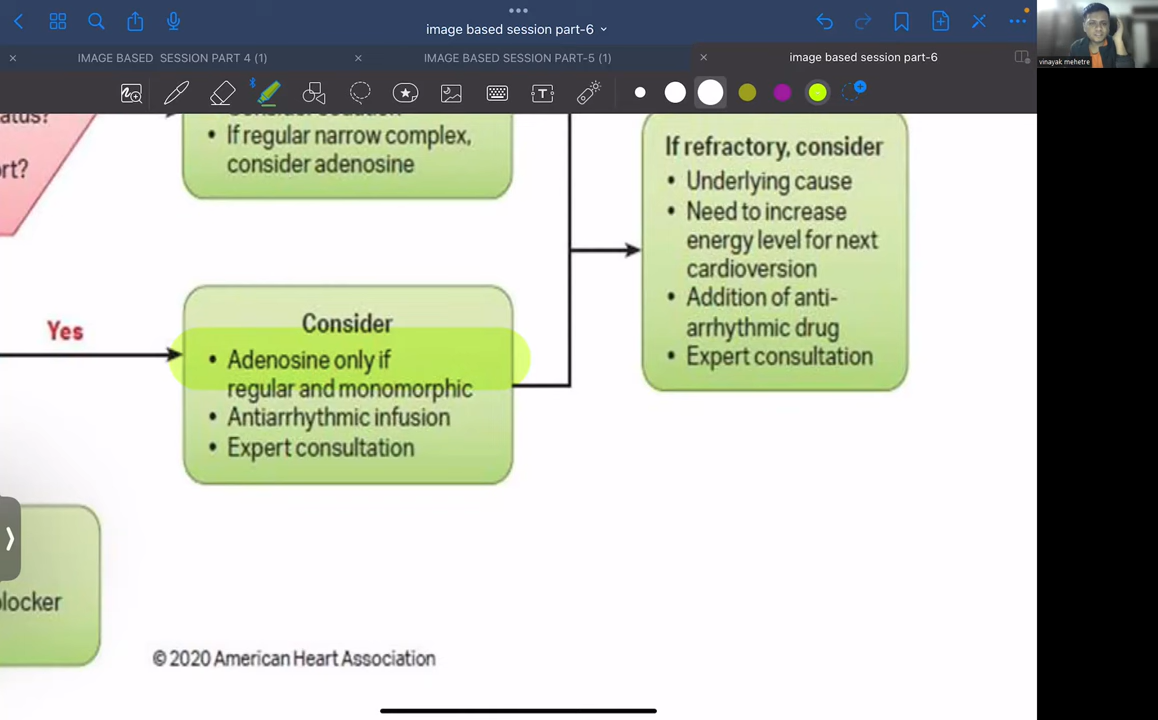 image based session part-6
IMAGE BASED SESSION PART 4 (1)
IMAGE BASED SESSION PART-5 (1)
image based session part-6
vinayak mehetre
• If regular narrow complex,
consider adenosine
If refractory, consider
• Underlying cause
• Need to increase
energy level for next
cardioversion
• Addition of anti-
arrhythmic drug
• Expert consultation
Yes
Consider
• Adenosine only if
regular and monomorphic
• Antiarrhythmic infusion
• Expert consultation
© 2020 American Heart Association